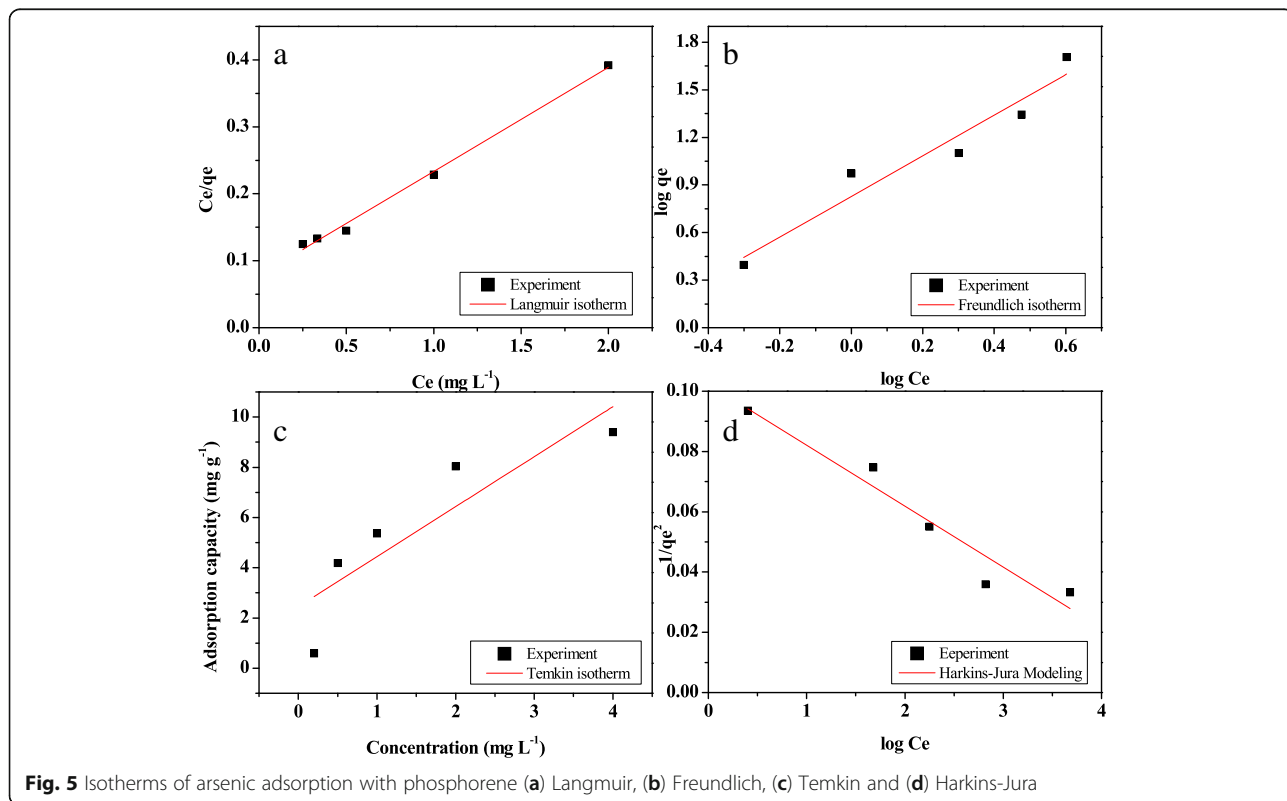 a
Ce/qe
0.4
0.3
0.2
0.1
0.0
0.0 0.5 1.0 1.5 2.0
Ce (mg L⁻¹)
Experiment
Langmuir isotherm
b
log qe
1.8
1.5
1.2
0.9
0.6
0.3
0.0
-0.4 -0.2 0.0 0.2 0.4 0.6
log Ce
Experiment
Freundlich isotherm
c
Adsorption capacity (mg g⁻¹)
10
8
6
4
2
0
0 1 2 3 4
Concentration (mg L⁻¹)
Experiment
Temkin isotherm
d
1/qe²
0.10
0.08
0.06
0.04
0.02
0.00
0 1 2 3 4
log Ce
Eeperiment
Harkins-Jura Modeling
Fig. 5 Isotherms of arsenic adsorption with phosphorene (a) Langmuir, (b) Freundlich, (c) Temkin and (d) Harkins-Jura